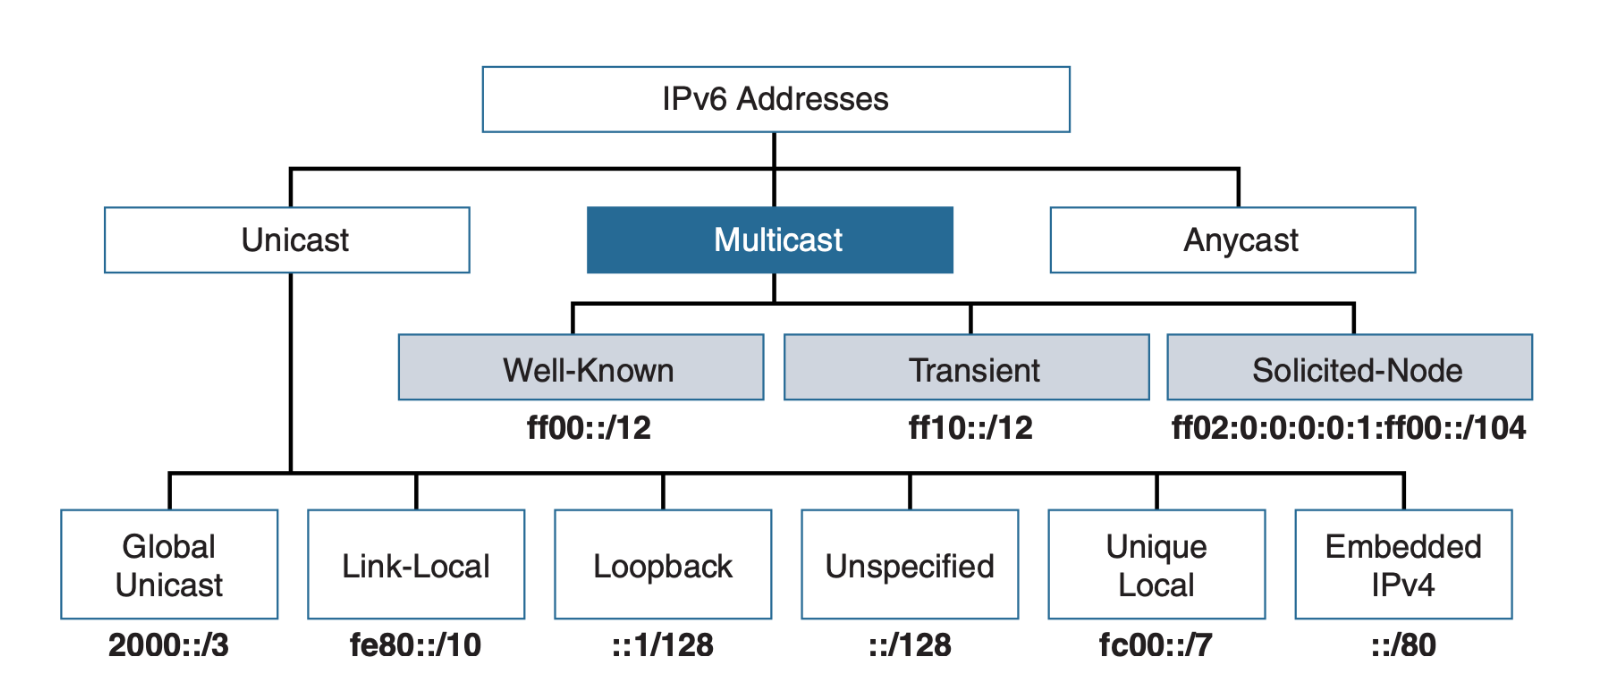 IPv6 Addresses
Unicast
Multicast
Anycast
Well-Known
Transient
Solicited-Node
ff00::/12
ff10::/12
ff02:0:0:0:0:1:ff00::/104
Global
Unicast
Link-Local
Loopback
Unspecified
Unique
Local
Embedded
IPv4
2000::/3
fe80::/10
::1/128
::/128
fc00::/7
::/80